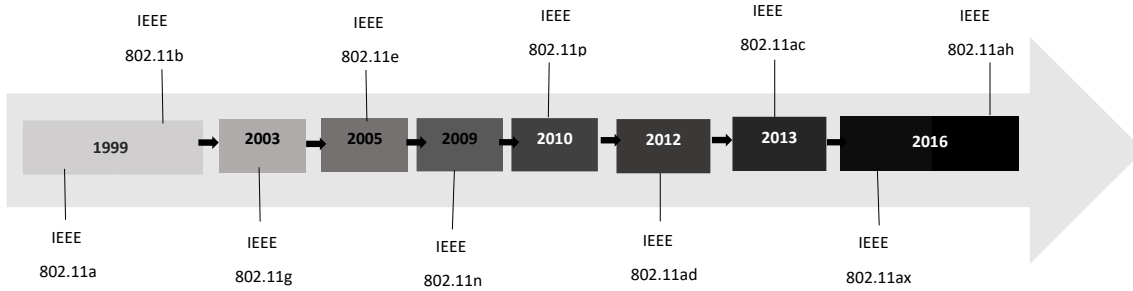 IEEE
802.11b
IEEE
802.11e
IEEE
802.11p
IEEE
802.11ac
IEEE
802.11ah
1999
2003
2005
2009
2010
2012
2013
2016
IEEE
802.11a
IEEE
802.11g
IEEE
802.11n
IEEE
802.11ad
IEEE
802.11ax